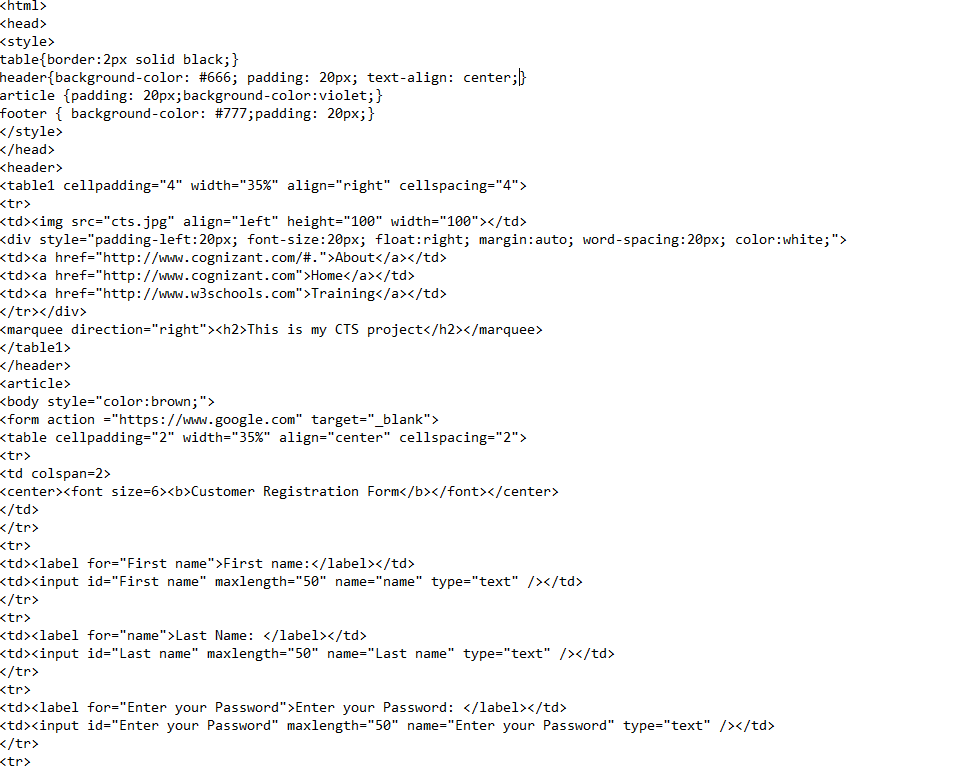 <html>
<head>
<style>
table{border:2px solid black;}
header{background-color: #666; padding: 20px; text-align: center;}
article {padding: 20px;background-color:violet;}
footer { background-color: #777;padding: 20px;}
</style>
</head>
<header>
<table1 cellpadding="4" width="35%" align="right" cellspacing="4">
<tr>
<td><img src="cts.jpg" align="left" height="100" width="100"></td>
<div style="padding-left:20px; font-size:20px; float:right; margin:auto; word-spacing:20px; color:white;">
<td><a href="http://www.cognizant.com/#.">About</a></td>
<td><a href="http://www.cognizant.com">Home</a></td>
<td><a href="http://www.w3schools.com">Training</a></td>
</tr></div>
<marquee direction="right"><h2>This is my CTS project</h2></marquee>
</table1>
</header>
<article>
<body style="color:brown;">
<form action ="https://www.google.com" target="_blank">
<table cellpadding="2" width="35%" align="center" cellspacing="2">
<tr>
<td colspan=2>
<center><font size=6><b>Customer Registration Form</b></font></center>
</td>
</tr>
<tr>
<td><label for="First name">First name:</label></td>
<td><input id="First name" maxlength="50" name="name" type="text" /></td>
</tr>
<tr>
<td><label for="name">Last Name: </label></td>
<td><input id="Last name" maxlength="50" name="Last name" type="text" /></td>
</tr>
<tr>
<td><label for="Enter your Password">Enter your Password: </label></td>
<td><input id="Enter your Password" maxlength="50" name="Enter your Password" type="text" /></td>
</tr>
<tr>